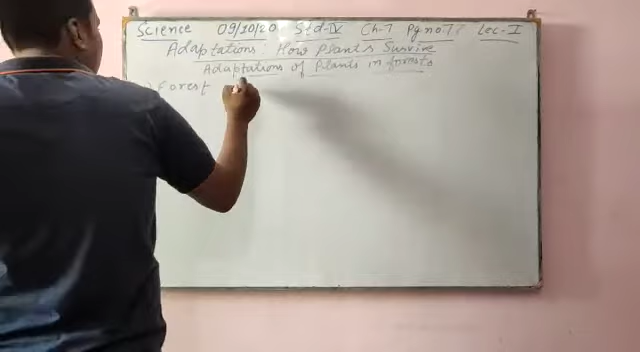 Science 09/10/20 Std-IV Ch-7 Pg.no.77 Lec-I
Adaptations: How Plants Survive
Adaptations of Plants in forests
Forest